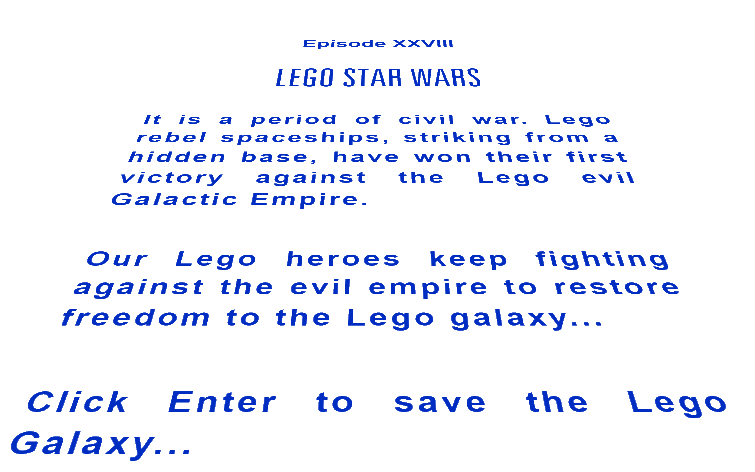 Episode XXVIII
LEGO STAR WARS
It is a period of civil war. Lego
rebel spaceships, striking from a
hidden base, have won their first
victory against the Lego evil
Galactic Empire.
Our Lego heroes keep fighting
against the evil empire to restore
freedom to the Lego galaxy...
Click Enter to save the Lego
Galaxy...